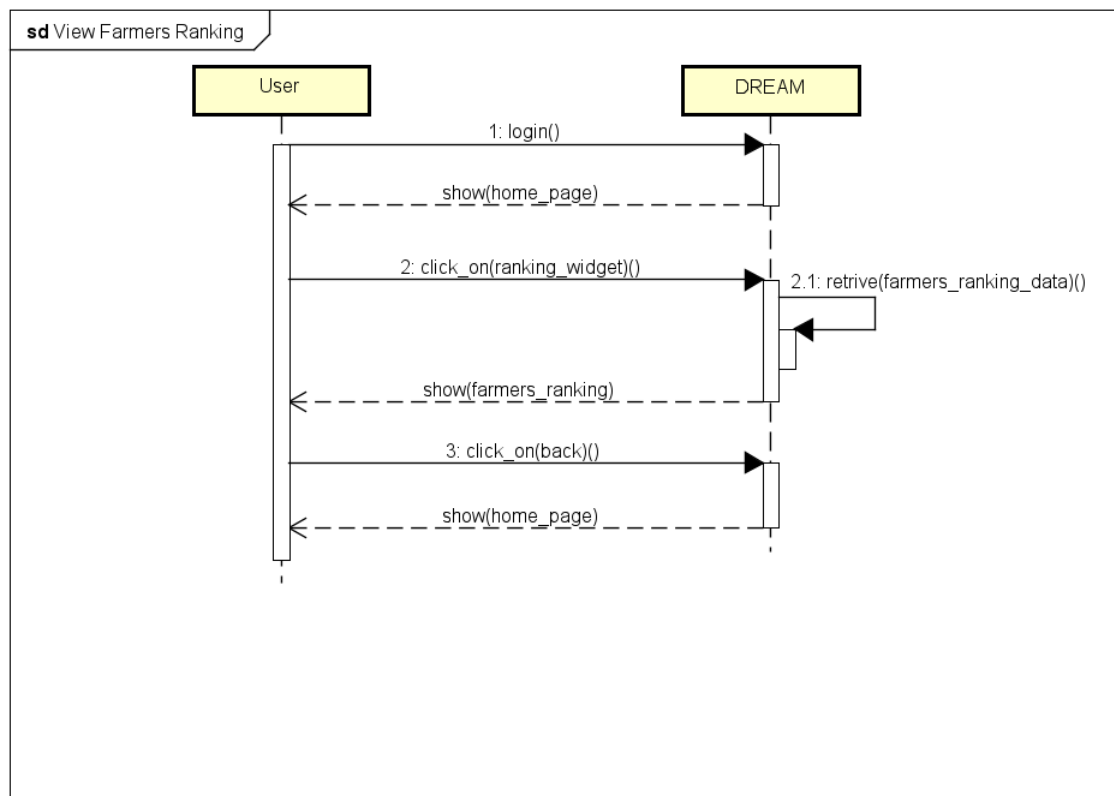 sd View Farmers Ranking
User
DREAM
1: login()
show(home_page)
2: click_on(ranking_widget)()
2.1: retrive(farmers_ranking_data)()
show(farmers_ranking)
3: click_on(back)()
show(home_page)